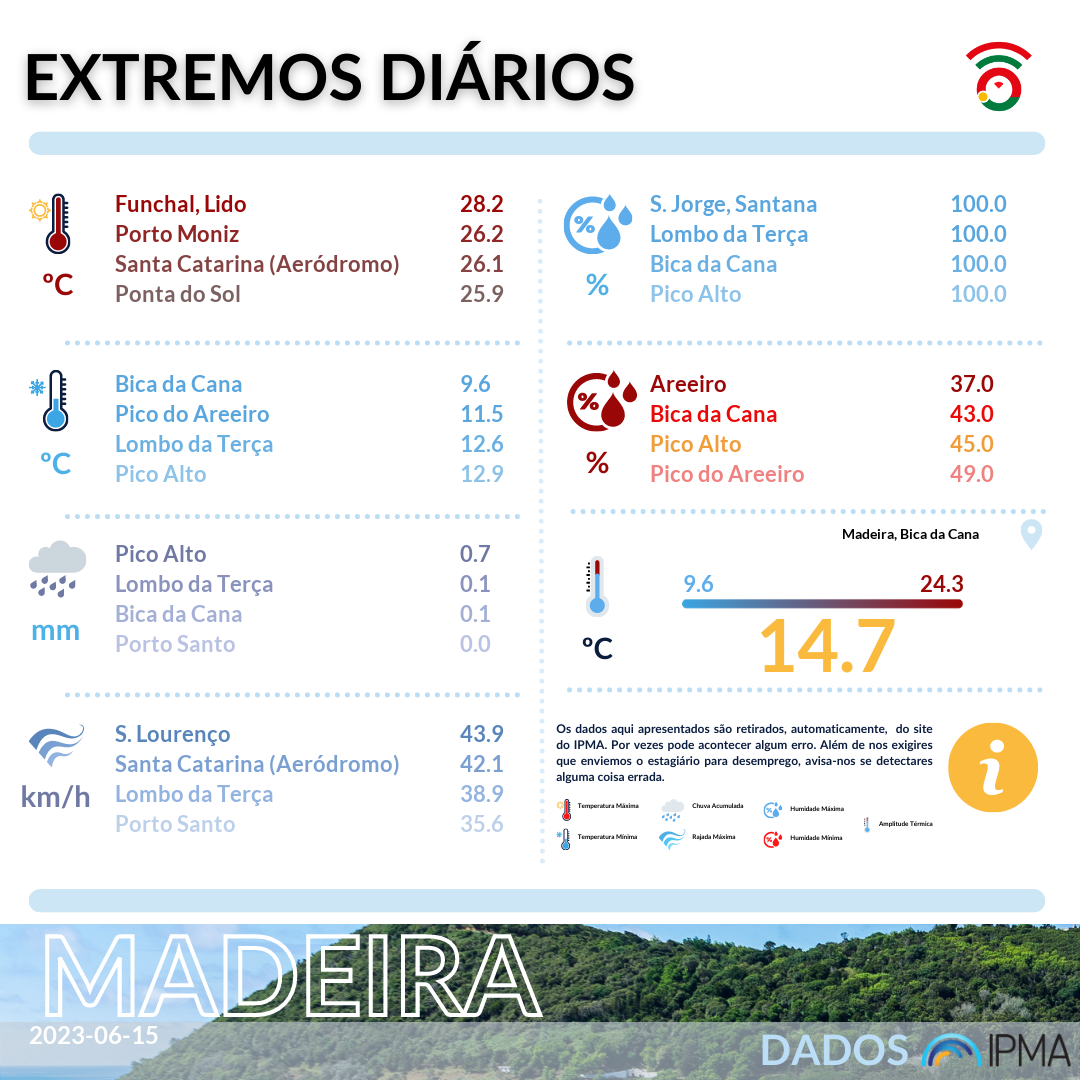 EXTREMOS DIÁRIOS
Funchal, Lido 28.2
Porto Moniz 26.2
Santa Catarina (Aeródromo) 26.1
Ponta do Sol 25.9
ºC
Bica da Cana 9.6
Pico do Areeiro 11.5
Lombo da Terça 12.6
Pico Alto 12.9
ºC
Pico Alto 0.7
Lombo da Terça 0.1
Bica da Cana 0.1
Porto Santo 0.0
mm
S. Lourenço 43.9
Santa Catarina (Aeródromo) 42.1
Lombo da Terça 38.9
Porto Santo 35.6
km/h
%
S. Jorge, Santana 100.0
Lombo da Terça 100.0
Bica da Cana 100.0
Pico Alto 100.0
%
%
Areeiro 37.0
Bica da Cana 43.0
Pico Alto 45.0
Pico do Areeiro 49.0
%
Madeira, Bica da Cana
9.6 24.3
14.7
ºC
Os dados aqui apresentados são retirados, automaticamente, do site
do IPMA. Por vezes pode acontecer algum erro. Além de nos exigires
que enviemos o estagiário para desemprego, avisa-nos se detectares
alguma coisa errada.
i
Temperatura Máxima
Chuva Acumulada
Humidade Máxima
Amplitude Térmica
Temperatura Mínima
Rajada Máxima
Humidade Mínima
MADEIRA
2023-06-15
DADOS IPMA